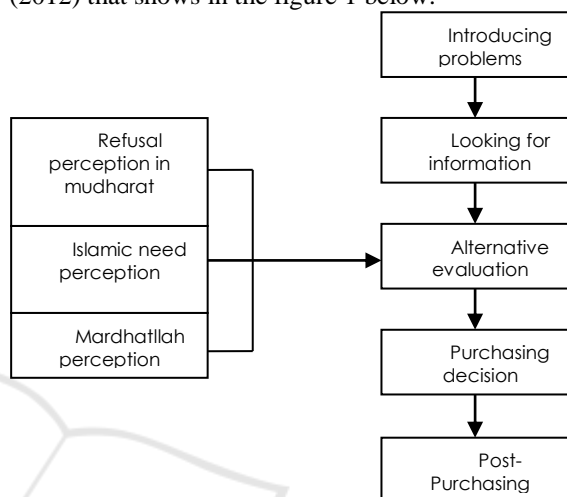 (2012) that shows in the figure 1 below.
Introducing
problems
Refusal
perception in
mudharat
Islamic need
perception
Mardhatllah
perception
Looking for
information
Alternative
evaluation
Purchasing
decision
Post-
Purchasing